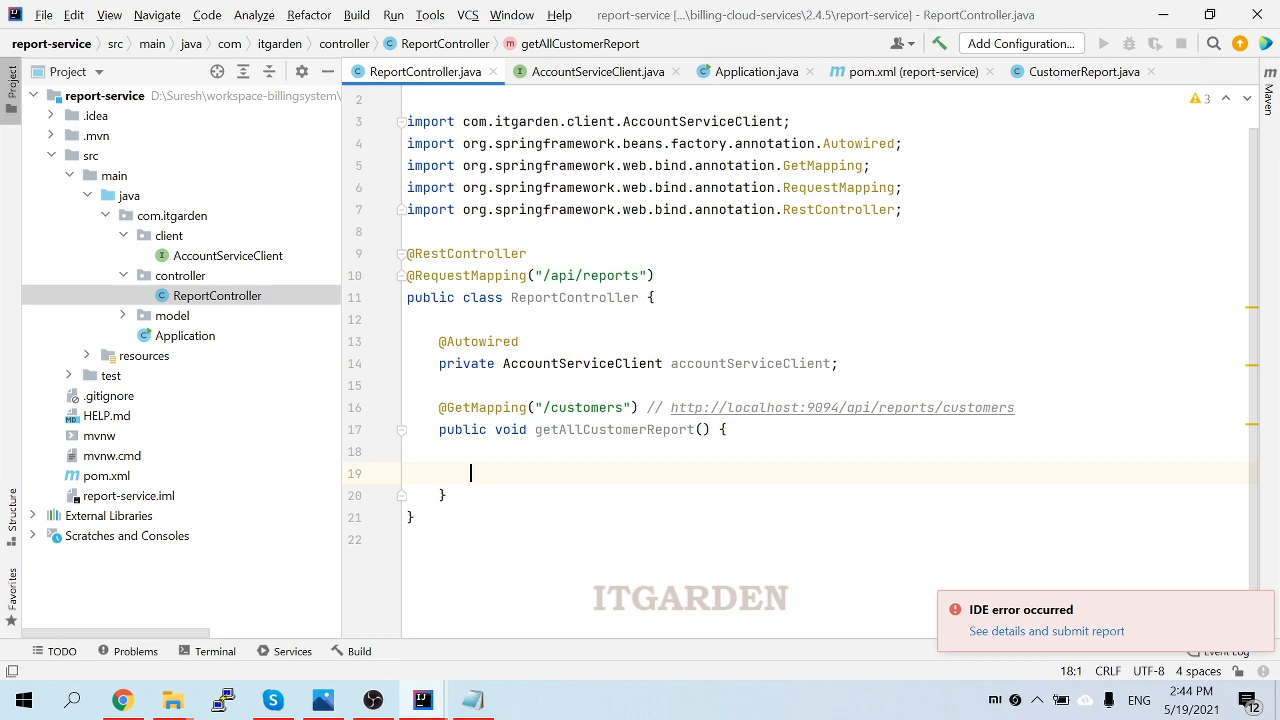 File Edit View Navigate Code Analyze Refactor Build Run Tools VCS Window Help report-service [...\billing-cloud-services\2.4.5\report-service] - ReportController.java
report-service src main java com itgarden controller ReportController getAllCustomerReport Add Configuration...
Project
Project
ReportController.java
AccountServiceClient.java
Application.java
pom.xml (report-service)
CustomerReport.java
Maven
report-service D:\Suresh\workspace-billingsystem\
.idea
.mvn
src
main
java
com.itgarden
client
AccountServiceClient
controller
ReportController
model
Application
resources
test
.gitignore
HELP.md
mvnw
mvnw.cmd
pom.xml
report-service.iml
External Libraries
Scratches and Consoles
Structure
Favorites
3
2
3 import com.itgarden.client.AccountServiceClient;
4 import org.springframework.beans.factory.annotation.Autowired;
5 import org.springframework.web.bind.annotation.GetMapping;
6 import org.springframework.web.bind.annotation.RequestMapping;
7 import org.springframework.web.bind.annotation.RestController;
8
9 @RestController
10 @RequestMapping("/api/reports")
11 public class ReportController {
12
13 @Autowired
14 private AccountServiceClient accountServiceClient;
15
16 @GetMapping("/customers") // http://localhost:9094/api/reports/customers
17 public void getAllCustomerReport() {
18
19
20 }
21 }
22
ITGARDEN
IDE error occurred
See details and submit report
TODO Problems Terminal Services Build Event Log
18:1 CRLF UTF-8 4 spaces
ENG
2:44 PM
5/19/2021
12